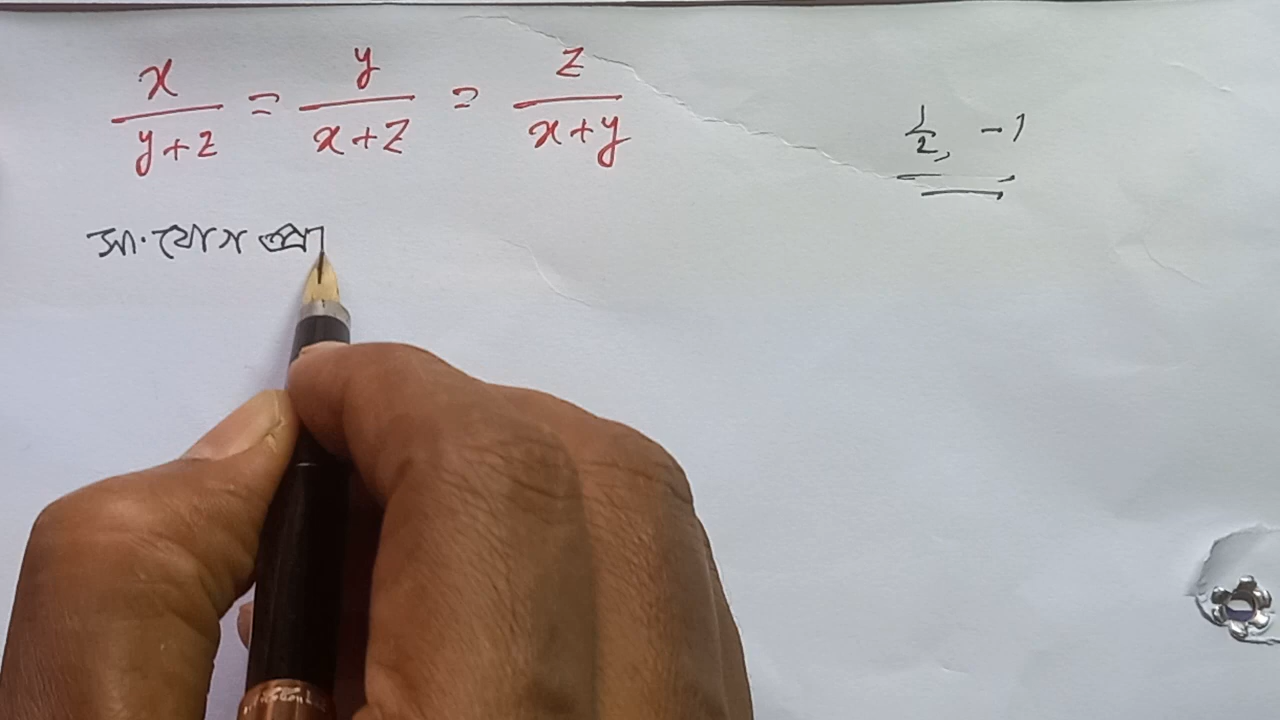 x/(y+z) = y/(x+z) = z/(x+y)
1/2, -1
সং.যোগ প্রা